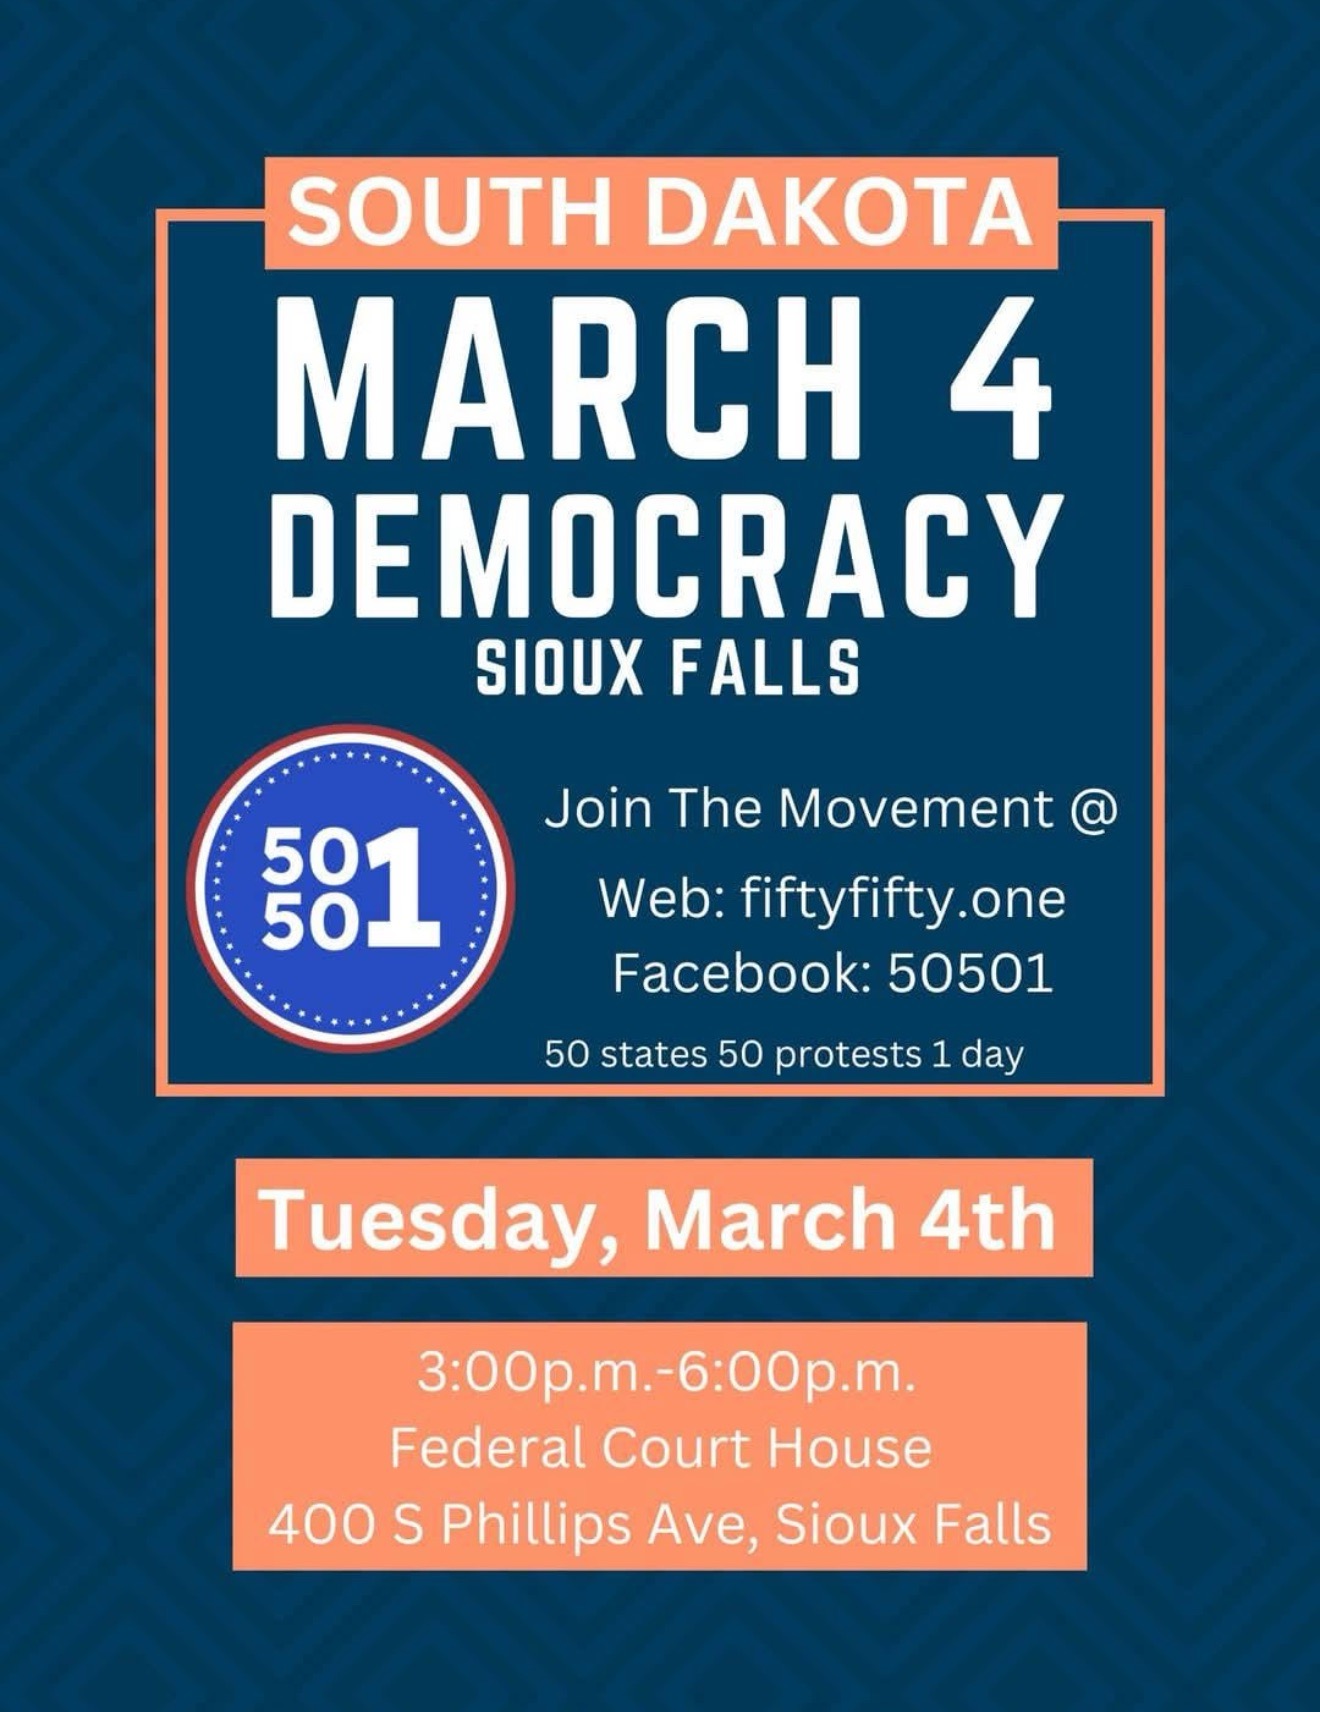 SOUTH DAKOTA
MARCH 4
DEMOCRACY
SIOUX FALLS
50
50
1
Join The Movement @
Web: fiftyfifty.one
Facebook: 50501
50 states 50 protests 1 day
Tuesday, March 4th
3:00p.m.-6:00p.m.
Federal Court House
400 S Phillips Ave, Sioux Falls